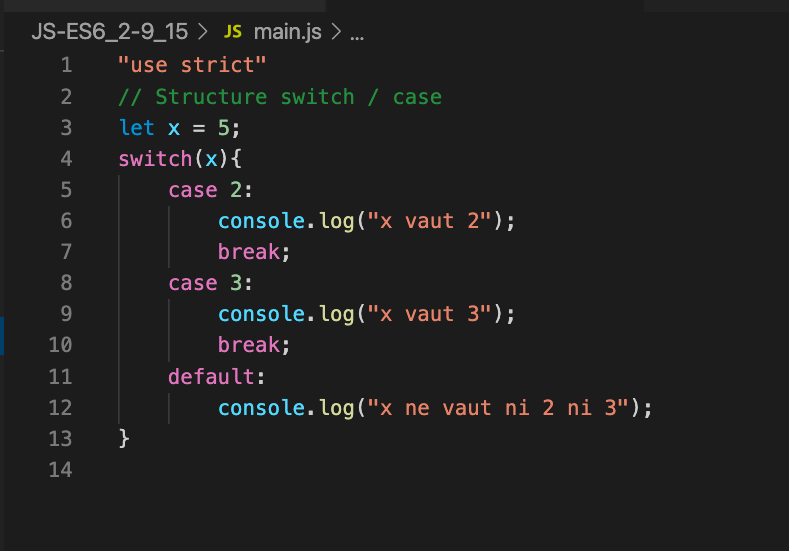 JS-ES6_2-9_15 > JS main.js > ...
1 "use strict"
2 // Structure switch / case
3 let x = 5;
4 switch(x){
5 case 2:
6 console.log("x vaut 2");
7 break;
8 case 3:
9 console.log("x vaut 3");
10 break;
11 default:
12 console.log("x ne vaut ni 2 ni 3");
13 }
14